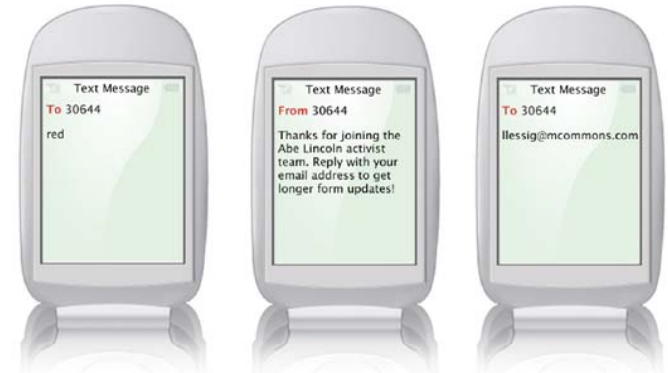 Text Message
To 30644
red
Text Message
From 30644
Thanks for joining the
Abe Lincoln activist
team. Reply with your
email address to get
longer form updates!
Text Message
To 30644
llessig@mcommons.com